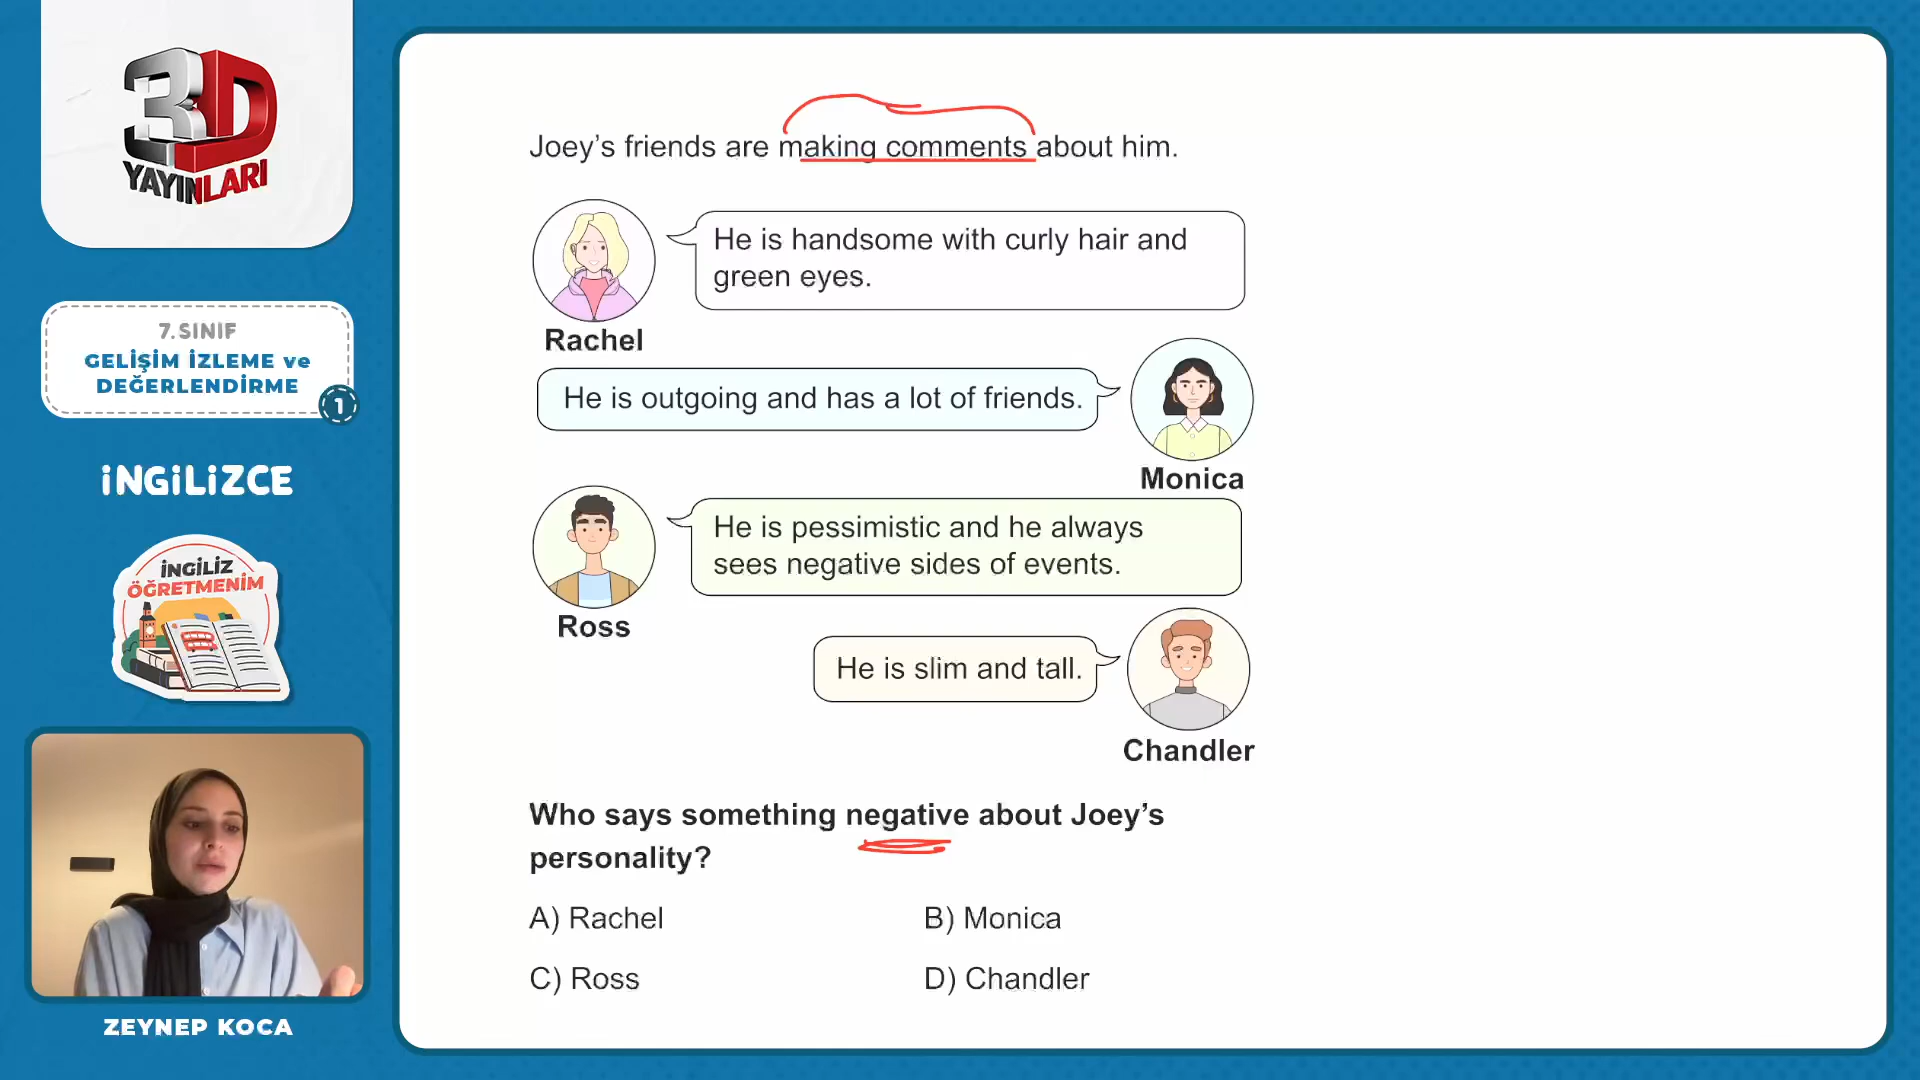 3D
YAYINLARI
7. SINIF
GELİŞİM İZLEME ve
DEĞERLENDİRME
1
İNGİLİZCE
İNGİLİZ
ÖĞRETMENİM
ZEYNEP KOCA
Joey's friends are making comments about him.
He is handsome with curly hair and
green eyes.
Rachel
He is outgoing and has a lot of friends.
Monica
He is pessimistic and he always
sees negative sides of events.
Ross
He is slim and tall.
Chandler
Who says something negative about Joey's
personality?
A) Rachel
B) Monica
C) Ross
D) Chandler